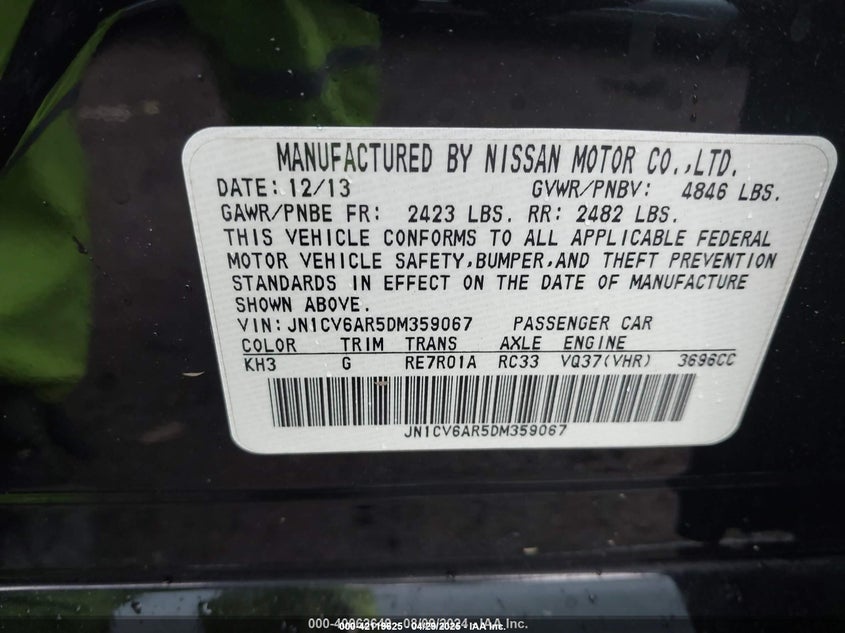 MANUFACTURED BY NISSAN MOTOR CO.,LTD.
DATE: 12/13 GVWR/PNBV: 4846 LBS.
GAWR/PNBE FR: 2423 LBS. RR: 2482 LBS.
THIS VEHICLE CONFORMS TO ALL APPLICABLE FEDERAL
MOTOR VEHICLE SAFETY,BUMPER,AND THEFT PREVENTION
STANDARDS IN EFFECT ON THE DATE OF MANUFACTURE
SHOWN ABOVE.
VIN: JN1CV6AR5DM359067 PASSENGER CAR
COLOR TRIM TRANS AXLE ENGINE
KH3 G RE7R01A RC33 VQ37(VHR) 3696CC
JN1CV6AR5DM359067
IAA Inc.